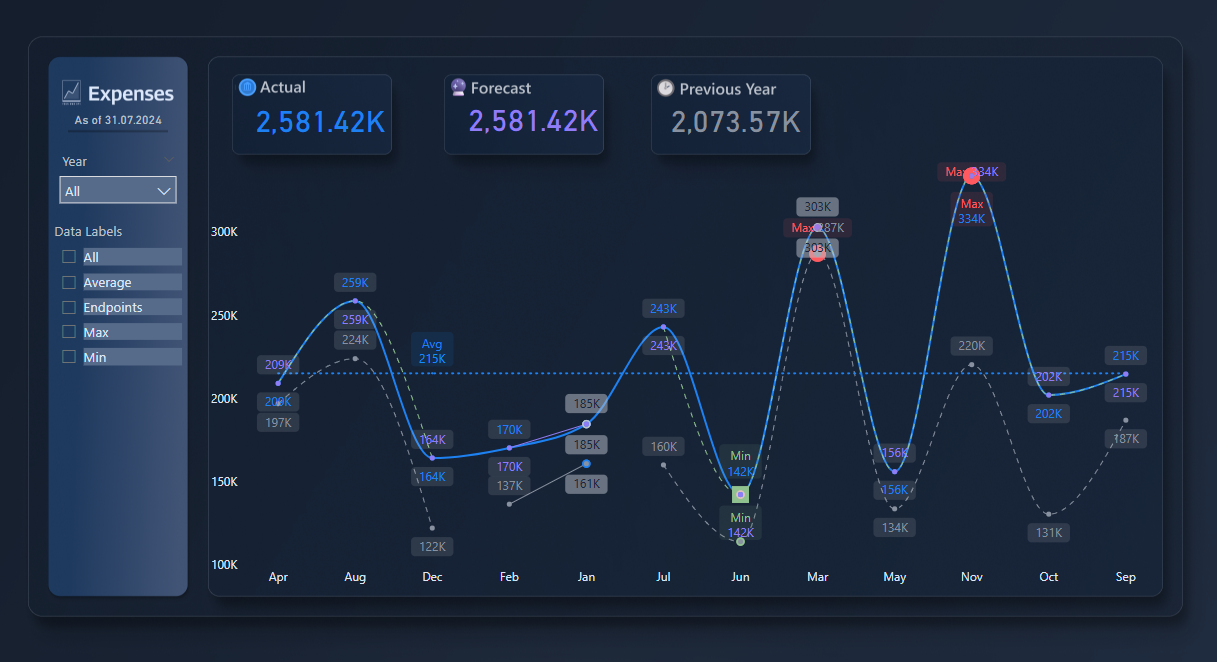 Expenses
As of 31.07.2024
Year
All
Data Labels
All
Average
Endpoints
Max
Min
Actual
2,581.42K
Forecast
2,581.42K
Previous Year
2,073.57K
300K
250K
200K
150K
100K
209K
209K
197K
259K
259K
224K
Avg
215K
164K
164K
122K
170K
170K
137K
185K
185K
161K
243K
243K
160K
Min
142K
Min
142K
303K
Max 287K
303K
156K
156K
134K
Max 334K
Max
334K
220K
202K
202K
131K
215K
215K
187K
Apr Aug Dec Feb Jan Jul Jun Mar May Nov Oct Sep